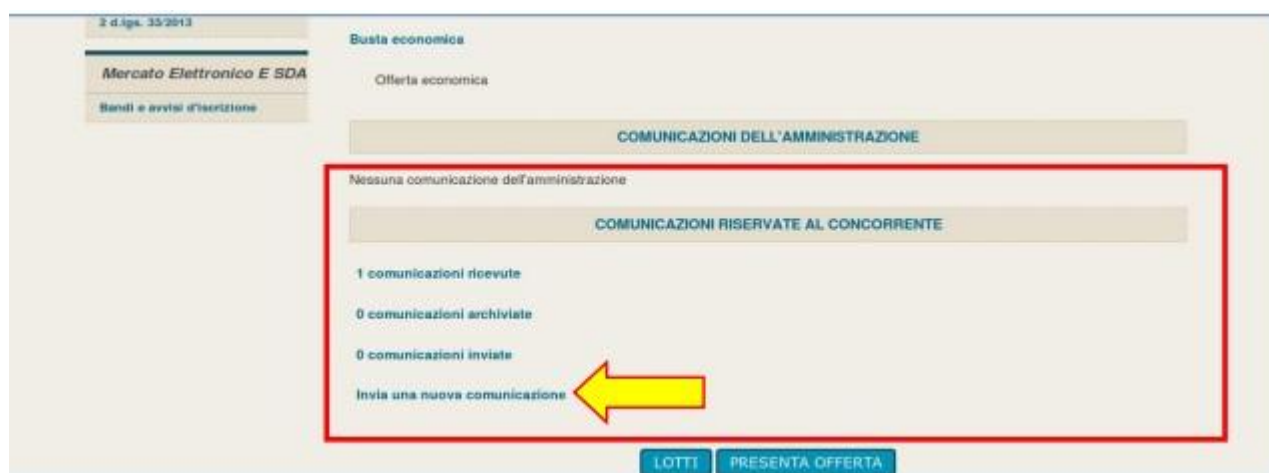 2 d.lgs. 33/2013
Mercato Elettronico E SDA
Bandi e avvisi d'iscrizione
Busta economica
Offerta economica
COMUNICAZIONI DELL'AMMINISTRAZIONE
Nessuna comunicazione dell'amministrazione
COMUNICAZIONI RISERVATE AL CONCORRENTE
1 comunicazioni ricevute
0 comunicazioni archiviate
0 comunicazioni inviate
Invia una nuova comunicazione
LOTTI
PRESENTA OFFERTA